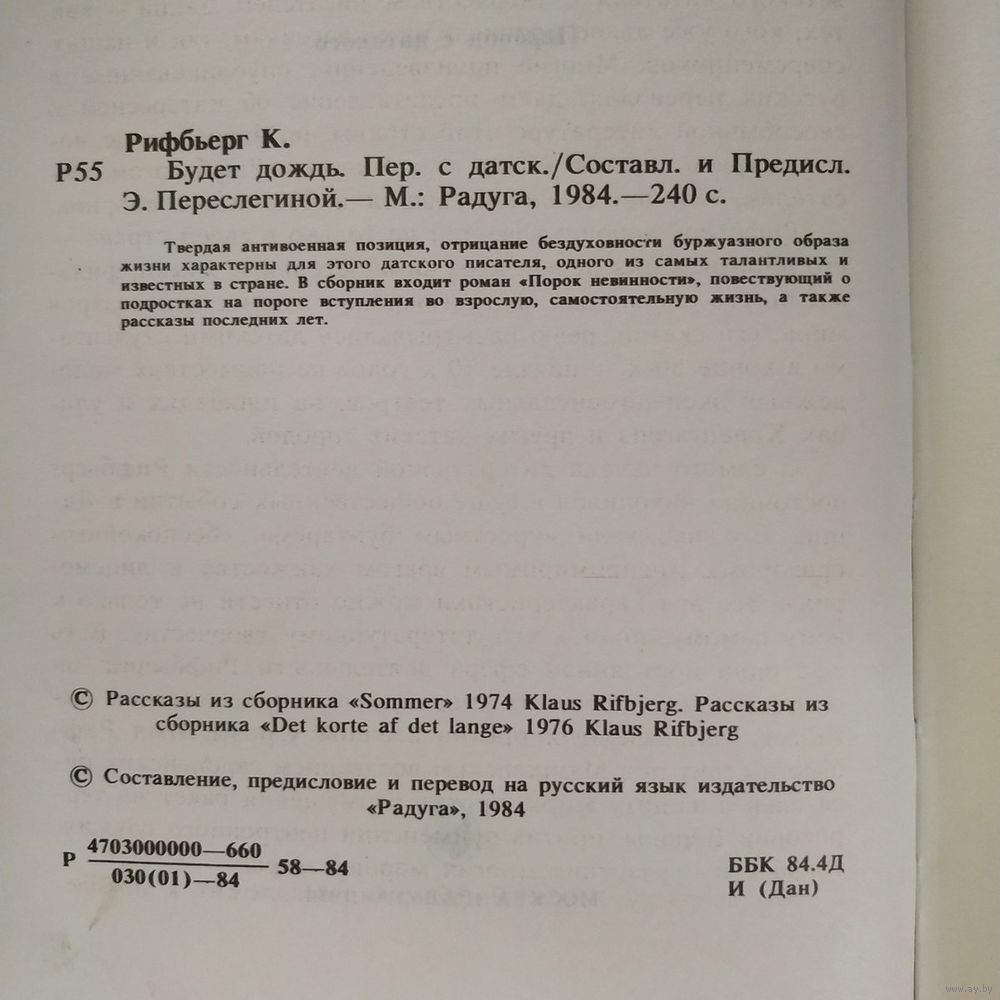 Рифбьерг К.
Р55 Будет дождь. Пер. с датск./Составл. и Предисл.
Э. Переслегиной.— М.: Радуга, 1984.—240 с.
Твердая антивоенная позиция, отрицание бездуховности буржуазного образа
жизни характерны для этого датского писателя, одного из самых талантливых и
известных в стране. В сборник входит роман «Порок невинности», повествующий о
подростках на пороге вступления во взрослую, самостоятельную жизнь, а также
рассказы последних лет.
© Рассказы из сборника «Sommer» 1974 Klaus Rifbjerg. Рассказы из
сборника «Det korte af det lange» 1976 Klaus Rifbjerg
© Составление, предисловие и перевод на русский язык издательство
«Радуга», 1984
Р 4703000000—660
030(01)—84 58—84
ББК 84.4Д
И (Дан)
www.ay.by